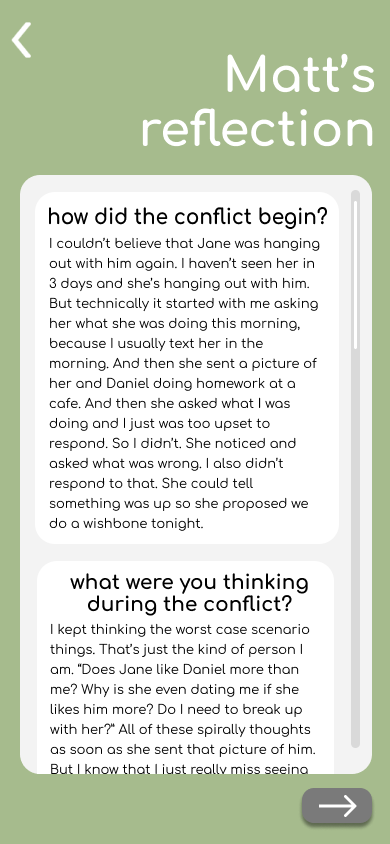 Matt's
reflection
how did the conflict begin?
I couldn't believe that Jane was hanging
out with him again. I haven't seen her in
3 days and she's hanging out with him.
But technically it started with me asking
her what she was doing this morning,
because I usually text her in the
morning. And then she sent a picture of
her and Daniel doing homework at a
cafe. And then she asked what I was
doing and I just was too upset to
respond. So I didn't. She noticed and
asked what was wrong. I also didn't
respond to that. She could tell
something was up so she proposed we
do a wishbone tonight.
what were you thinking
during the conflict?
I kept thinking the worst case scenario
things. That's just the kind of person I
am. "Does Jane like Daniel more than
me? Why is she even dating me if she
likes him more? Do I need to break up
with her?" All of these spirally thoughts
as soon as she sent that picture of him.
But I know that I just really miss seeing